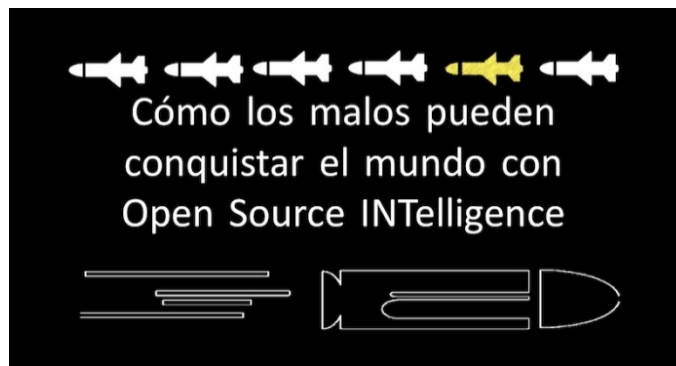 Cómo los malos pueden
conquistar el mundo con
Open Source INTelligence